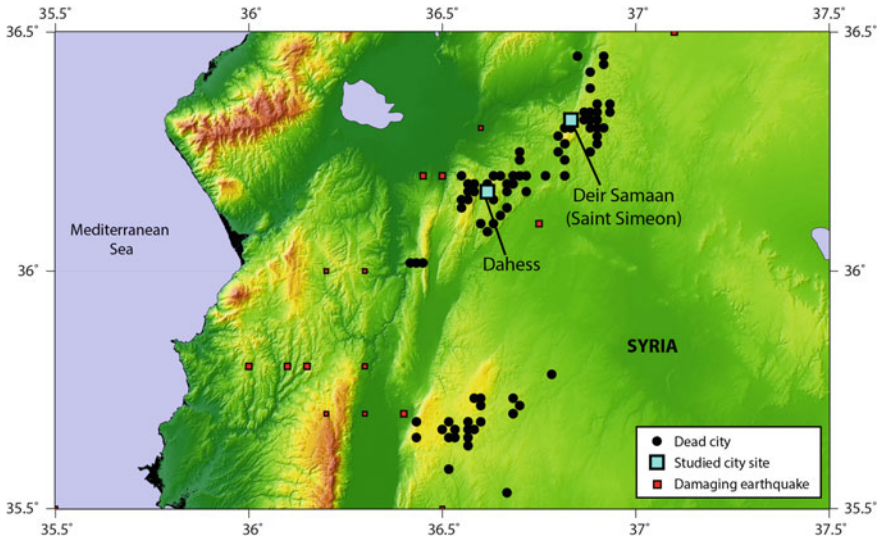 35.5° 36° 36.5° 37° 37.5°
36.5° 36.5°
Deir Samaan
(Saint Simeon)
Mediterranean
Sea
Dahess
36° 36°
SYRIA
Dead city
Studied city site
Damaging earthquake
35.5° 35.5°
35.5° 36° 36.5° 37° 37.5°